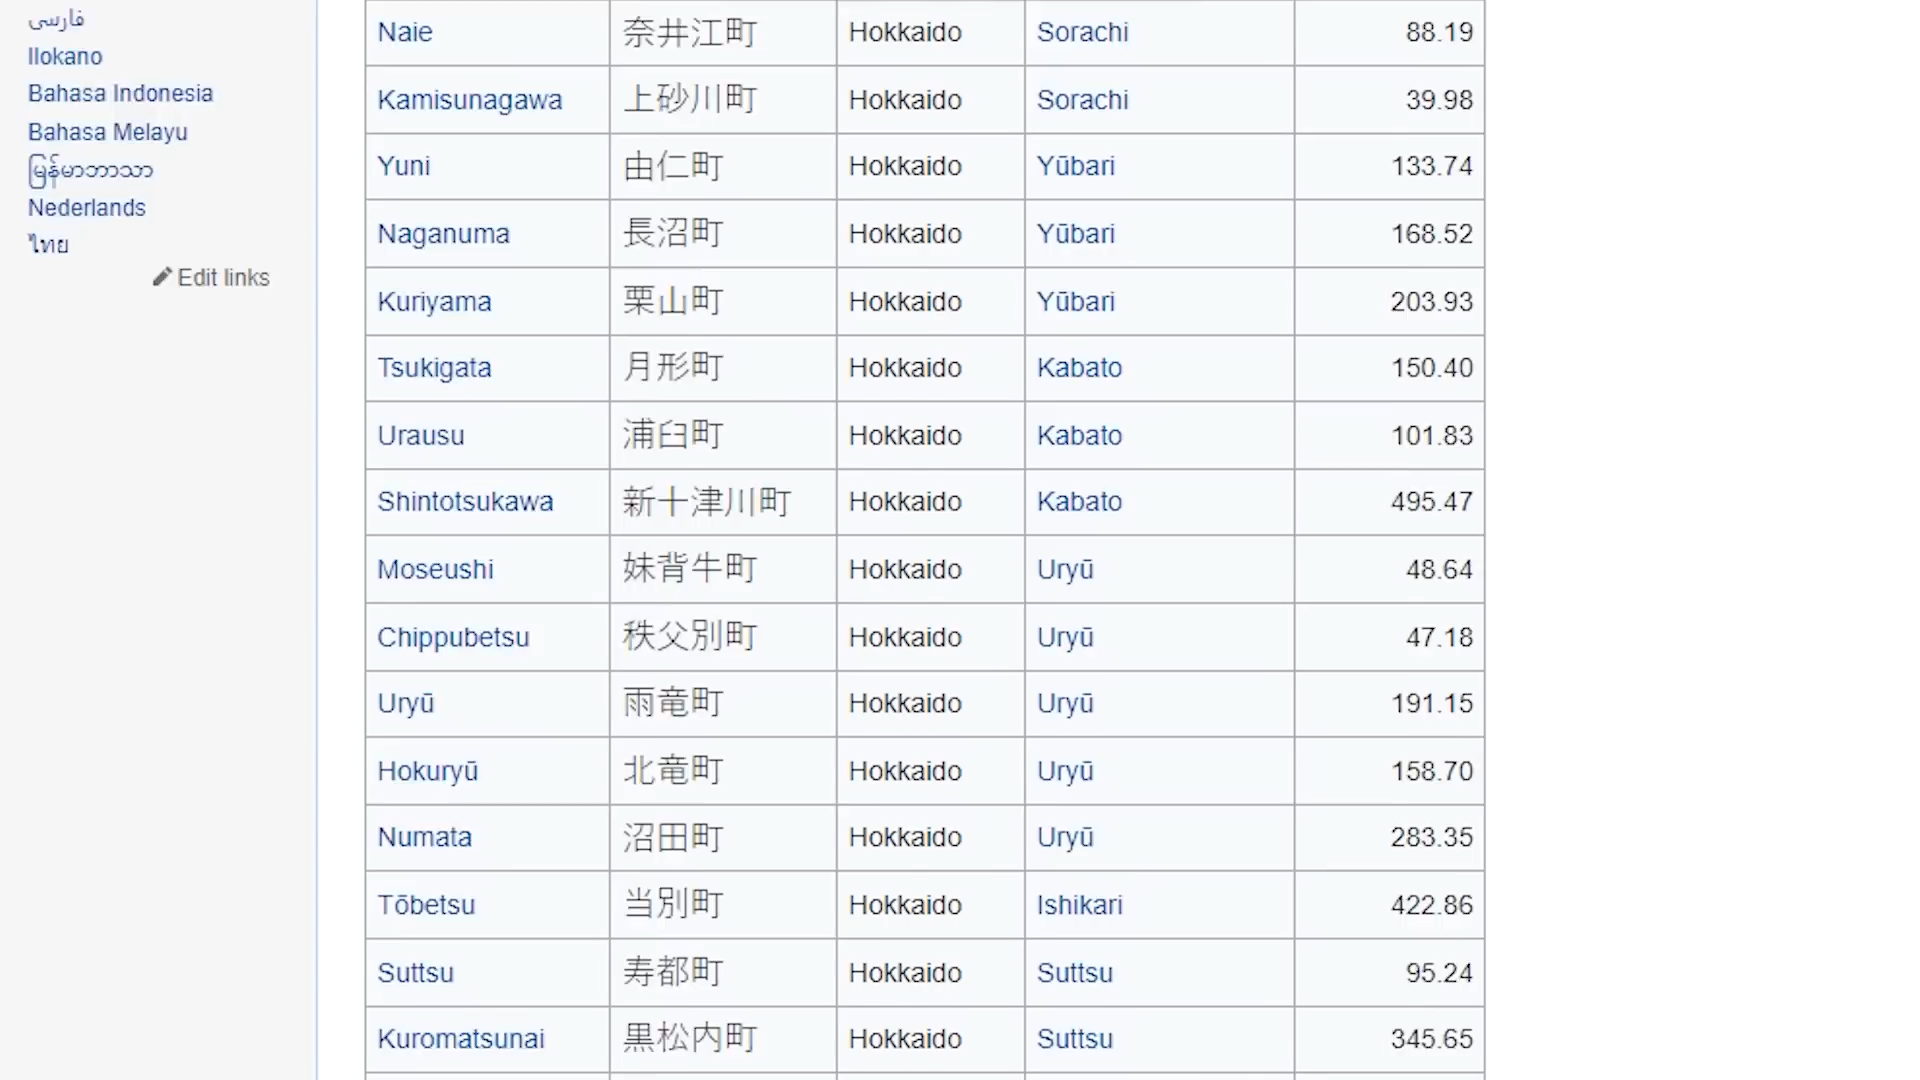 فارسی
Ilokano
Bahasa Indonesia
Bahasa Melayu
မြန်မာဘာသာ
Nederlands
ไทย
Edit links
Naie 奈井江町 Hokkaido Sorachi 88.19
Kamisunagawa 上砂川町 Hokkaido Sorachi 39.98
Yuni 由仁町 Hokkaido Yūbari 133.74
Naganuma 長沼町 Hokkaido Yūbari 168.52
Kuriyama 栗山町 Hokkaido Yūbari 203.93
Tsukigata 月形町 Hokkaido Kabato 150.40
Urausu 浦臼町 Hokkaido Kabato 101.83
Shintotsukawa 新十津川町 Hokkaido Kabato 495.47
Moseushi 妹背牛町 Hokkaido Uryū 48.64
Chippubetsu 秩父別町 Hokkaido Uryū 47.18
Uryū 雨竜町 Hokkaido Uryū 191.15
Hokuryū 北竜町 Hokkaido Uryū 158.70
Numata 沼田町 Hokkaido Uryū 283.35
Tōbetsu 当別町 Hokkaido Ishikari 422.86
Suttsu 寿都町 Hokkaido Suttsu 95.24
Kuromatsunai 黒松内町 Hokkaido Suttsu 345.65